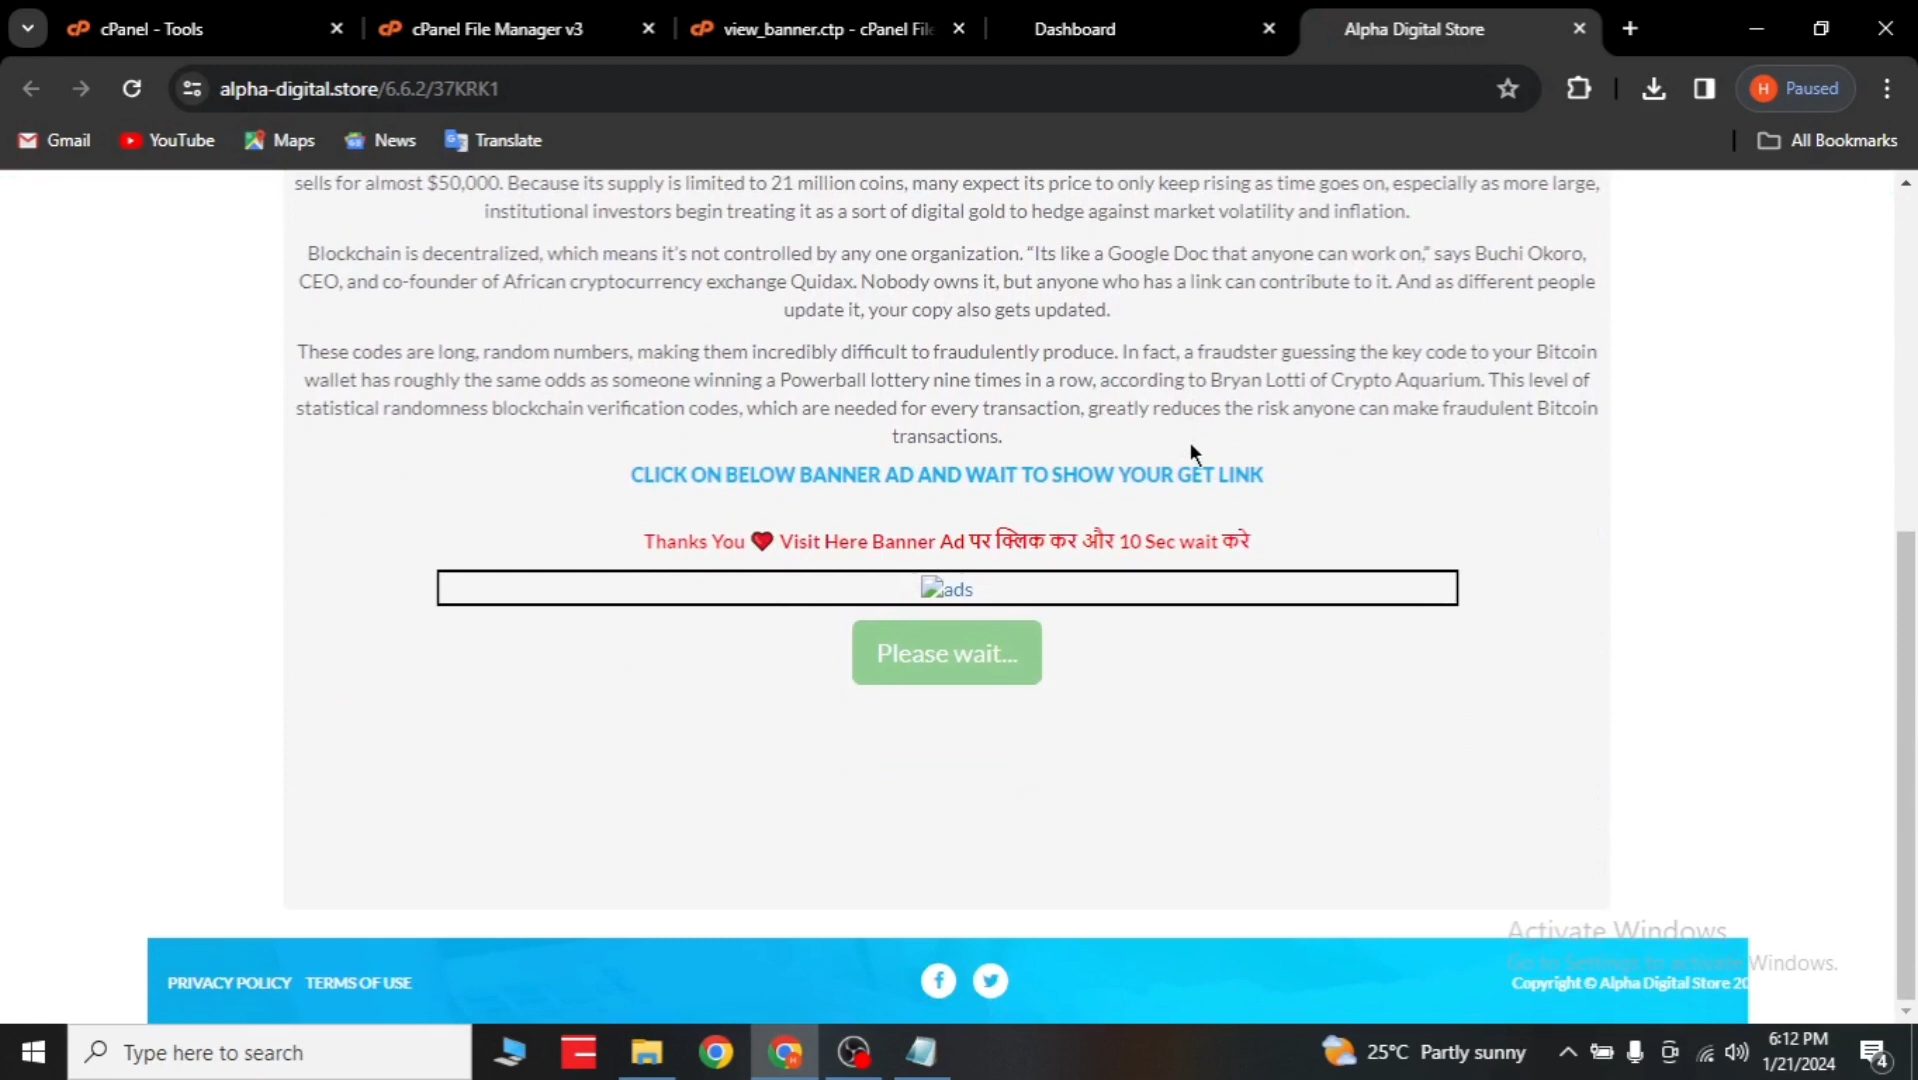 cPanel - Tools
cPanel File Manager v3
view_banner.ctp - cPanel File
Dashboard
Alpha Digital Store
alpha-digital.store/6.6.2/37KRK1
H Paused
Gmail
YouTube
Maps
News
Translate
All Bookmarks
sells for almost $50,000. Because its supply is limited to 21 million coins, many expect its price to only keep rising as time goes on, especially as more large,
institutional investors begin treating it as a sort of digital gold to hedge against market volatility and inflation.
Blockchain is decentralized, which means it’s not controlled by any one organization. “Its like a Google Doc that anyone can work on,” says Buchi Okoro,
CEO, and co-founder of African cryptocurrency exchange Quidax. Nobody owns it, but anyone who has a link can contribute to it. And as different people
update it, your copy also gets updated.
These codes are long, random numbers, making them incredibly difficult to fraudulently produce. In fact, a fraudster guessing the key code to your Bitcoin
wallet has roughly the same odds as someone winning a Powerball lottery nine times in a row, according to Bryan Lotti of Crypto Aquarium. This level of
statistical randomness blockchain verification codes, which are needed for every transaction, greatly reduces the risk anyone can make fraudulent Bitcoin
transactions.
CLICK ON BELOW BANNER AD AND WAIT TO SHOW YOUR GET LINK
Thanks You ❤ Visit Here Banner Ad पर क्लिक कर और 10 Sec wait करे
ads
Please wait...
Activate Windows
Go to Settings to activate Windows.
PRIVACY POLICY TERMS OF USE
Copyright © Alpha Digital Store 20
Type here to search
25°C Partly sunny
6:12 PM
1/21/2024
4